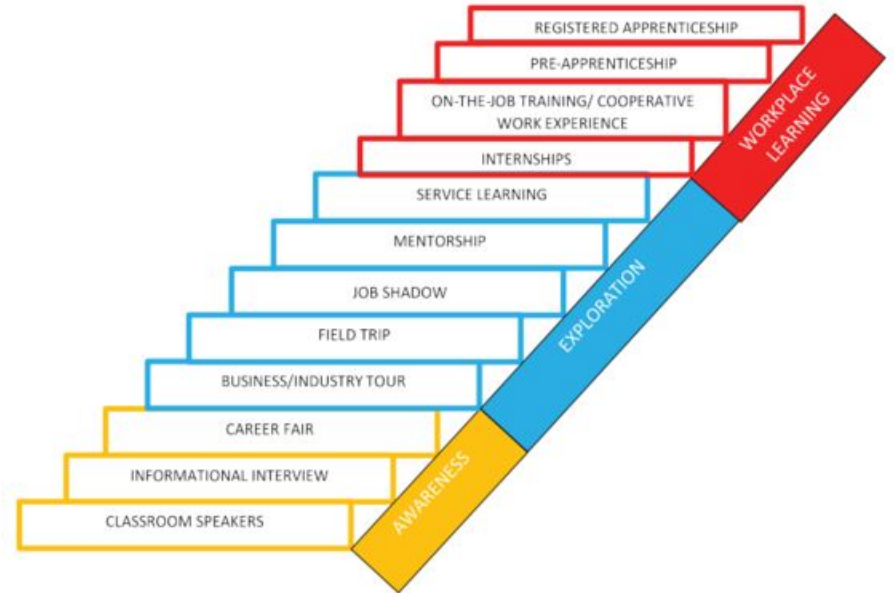 REGISTERED APPRENTICESHIP
PRE-APPRENTICESHIP
ON-THE-JOB TRAINING/ COOPERATIVE
WORK EXPERIENCE
INTERNSHIPS
SERVICE LEARNING
MENTORSHIP
JOB SHADOW
FIELD TRIP
BUSINESS/INDUSTRY TOUR
CAREER FAIR
INFORMATIONAL INTERVIEW
CLASSROOM SPEAKERS
WORKPLACE
LEARNING
EXPLORATION
AWARENESS